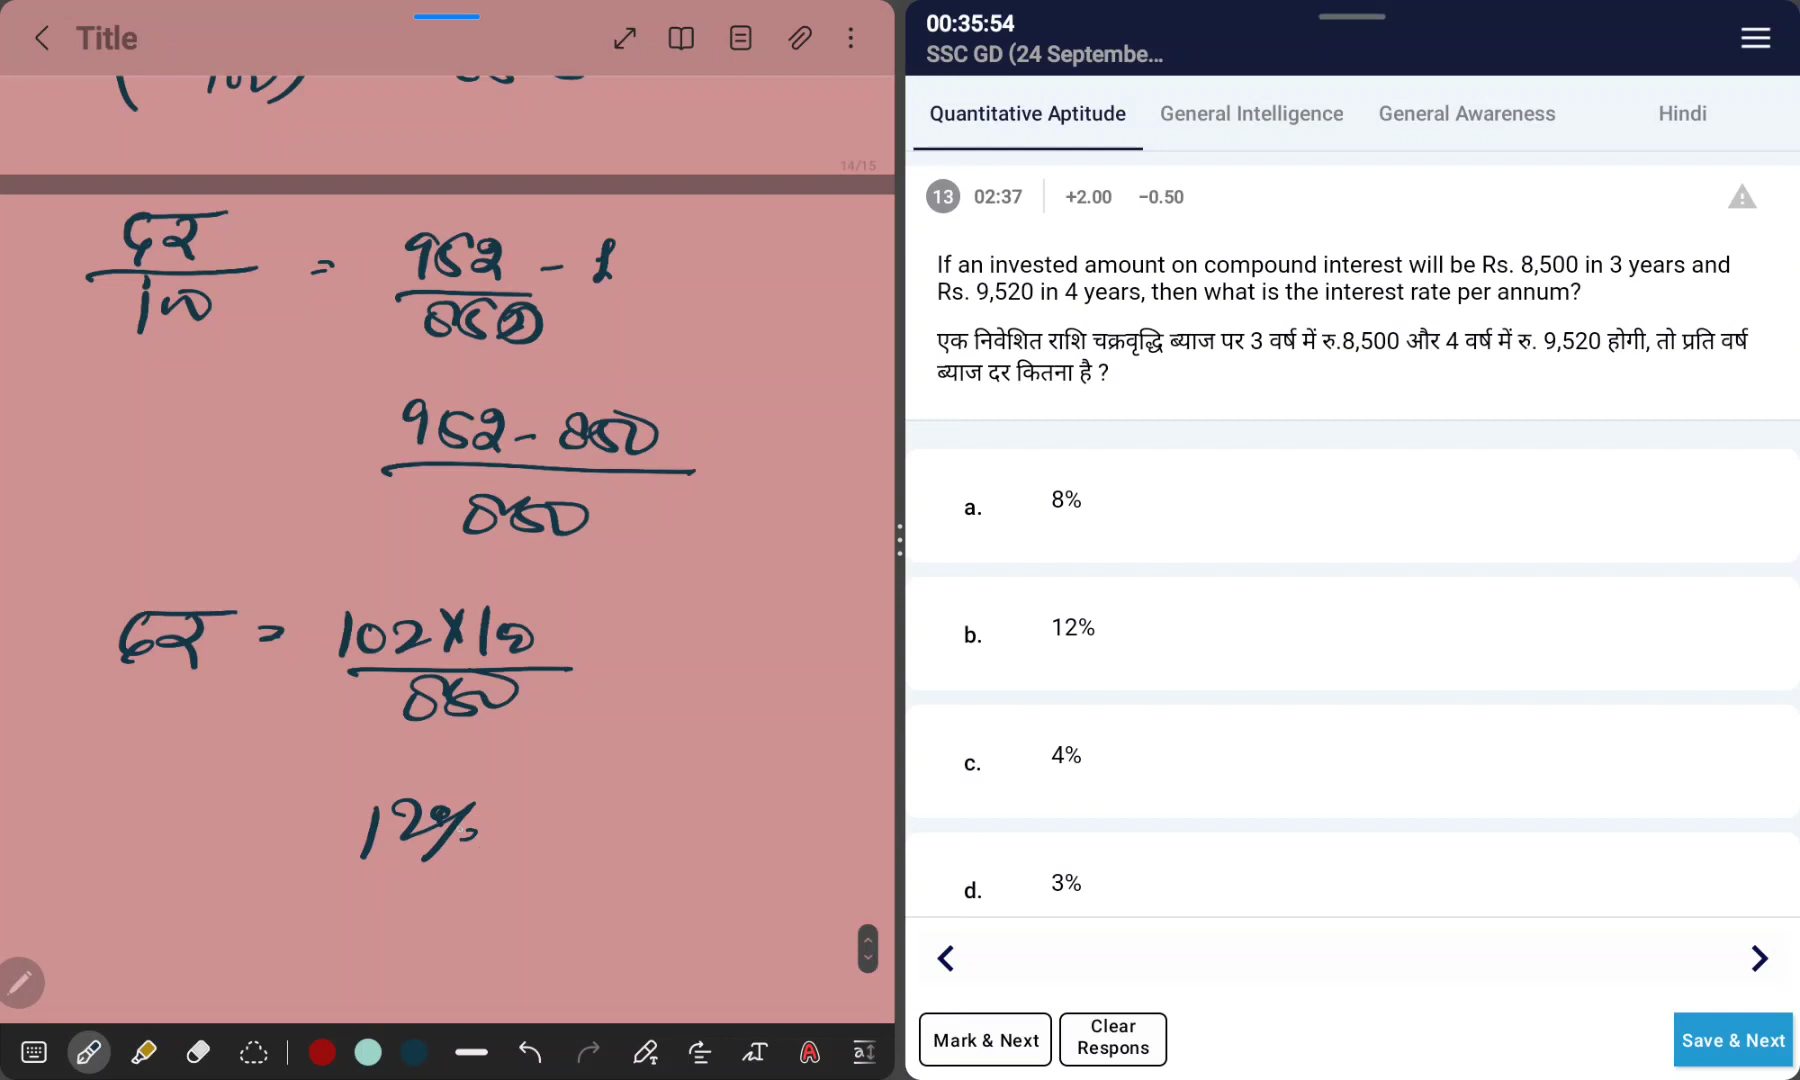 Title
14/15
दर/100 = 952/850 - 1
952 - 850
850
दर = 102 X 100
850
12%
00:35:54
SSC GD (24 Septembe...
Quantitative Aptitude General Intelligence General Awareness Hindi
13 02:37 +2.00 −0.50
If an invested amount on compound interest will be Rs. 8,500 in 3 years and
Rs. 9,520 in 4 years, then what is the interest rate per annum?
एक निवेशित राशि चक्रवृद्धि ब्याज पर 3 वर्ष में रु.8,500 और 4 वर्ष में रु. 9,520 होगी, तो प्रति वर्ष
ब्याज दर कितना है ?
a. 8%
b. 12%
c. 4%
d. 3%
Mark & Next
Clear
Respons
Save & Next